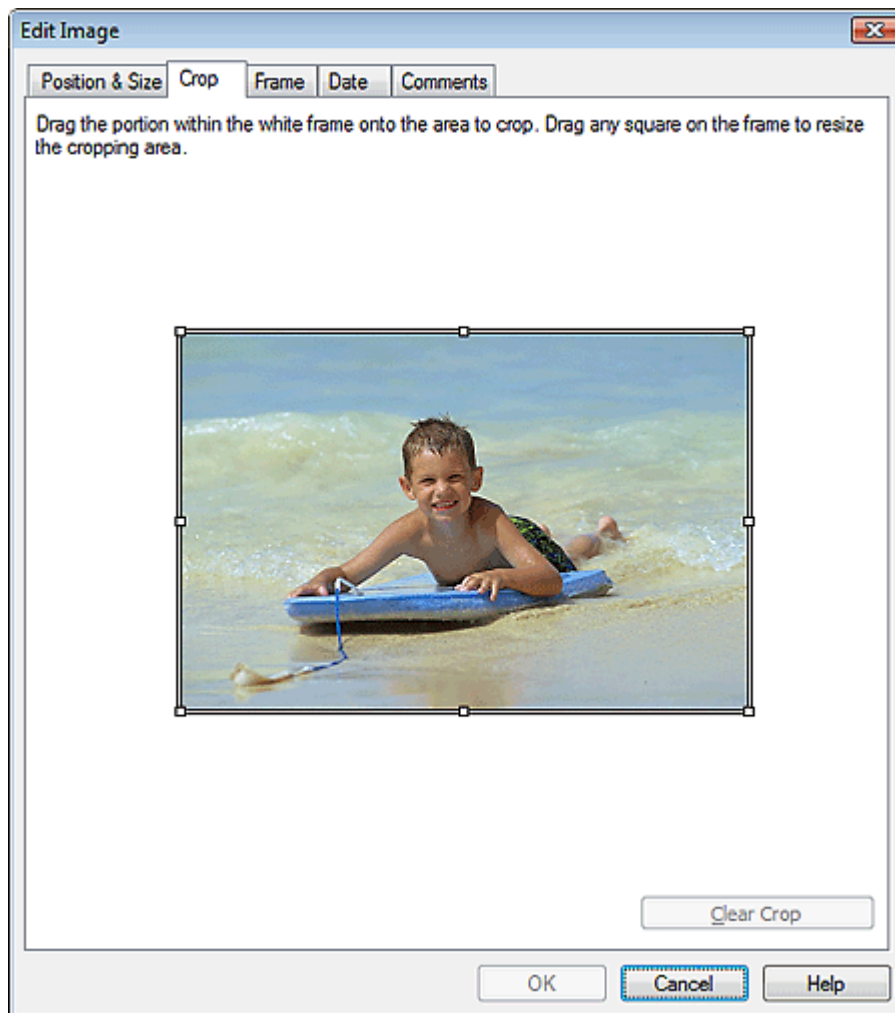 Edit Image
Position & Size Crop Frame Date Comments
Drag the portion within the white frame onto the area to crop. Drag any square on the frame to resize
the cropping area.
Clear Crop
OK Cancel Help